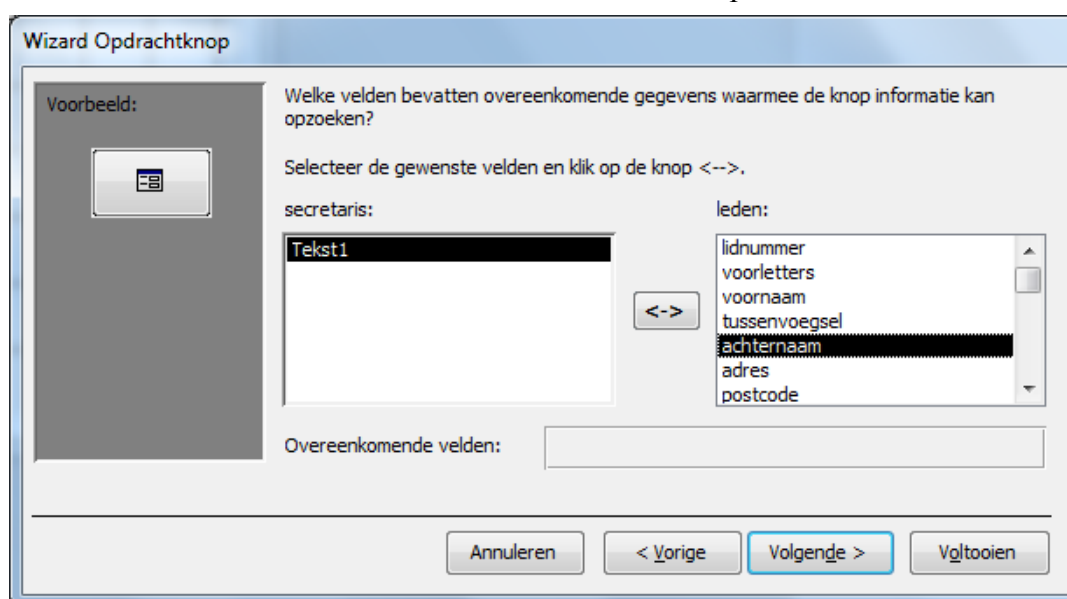 Wizard Opdrachtknop
Voorbeeld:
Welke velden bevatten overeenkomende gegevens waarmee de knop informatie kan
opzoeken?
Selecteer de gewenste velden en klik op de knop <-->.
secretaris:
leden:
Tekst1
<->
lidnummer
voorletters
voornaam
tussenvoegsel
achternaam
adres
postcode
Overeenkomende velden:
Annuleren
< Vorige
Volgende >
Voltooien